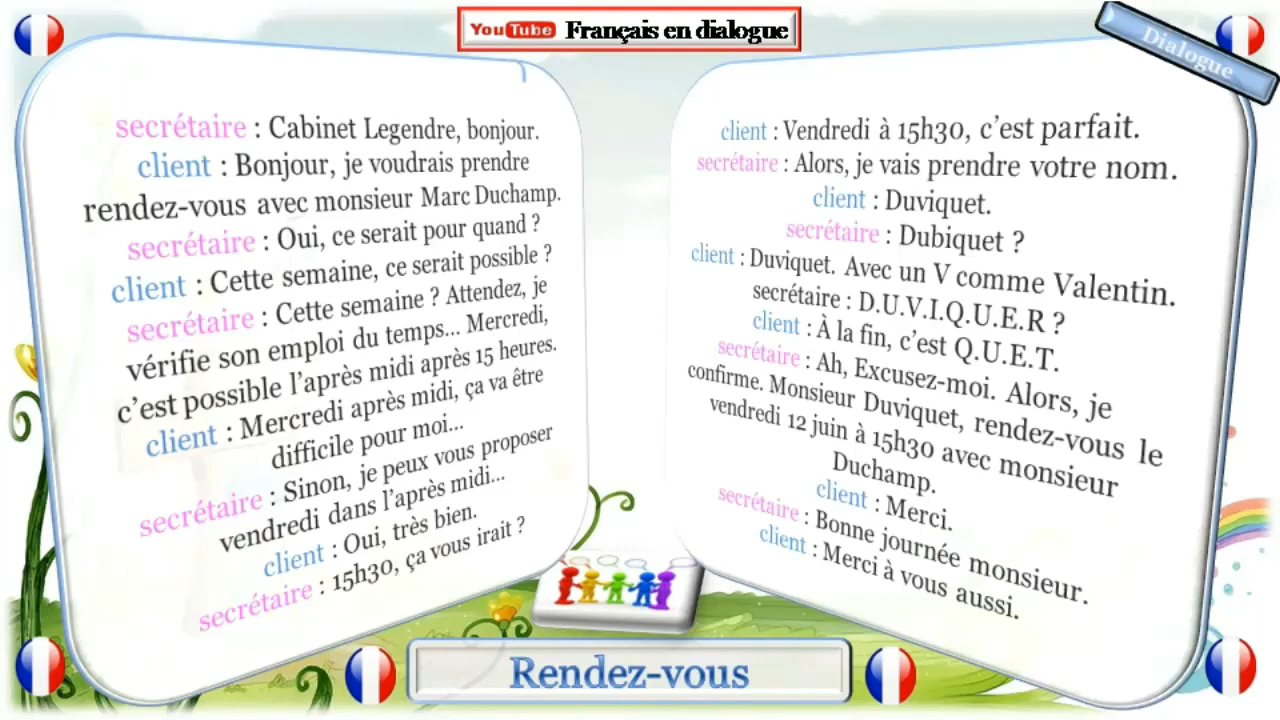 YouTube Français en dialogue
Dialogue
secrétaire : Cabinet Legendre, bonjour.
client : Bonjour, je voudrais prendre
rendez-vous avec monsieur Marc Duchamp.
secrétaire : Oui, ce serait pour quand ?
client : Cette semaine, ce serait possible ?
secrétaire : Cette semaine ? Attendez, je
vérifie son emploi du temps... Mercredi,
c'est possible l'après midi après 15 heures.
client : Mercredi après midi, ça va être
difficile pour moi...
secrétaire : Sinon, je peux vous proposer
vendredi dans l'après midi...
client : Oui, très bien.
secrétaire : 15h30, ça vous irait ?
client : Vendredi à 15h30, c'est parfait.
secrétaire : Alors, je vais prendre votre nom.
client : Duviquet.
secrétaire : Dubiquet ?
client : Duviquet. Avec un V comme Valentin.
secrétaire : D.U.V.I.Q.U.E.R ?
client : À la fin, c'est Q.U.E.T.
secrétaire : Ah, Excusez-moi. Alors, je
confirme. Monsieur Duviquet, rendez-vous le
vendredi 12 juin à 15h30 avec monsieur
Duchamp.
client : Merci.
secrétaire : Bonne journée monsieur.
client : Merci à vous aussi.
Rendez-vous